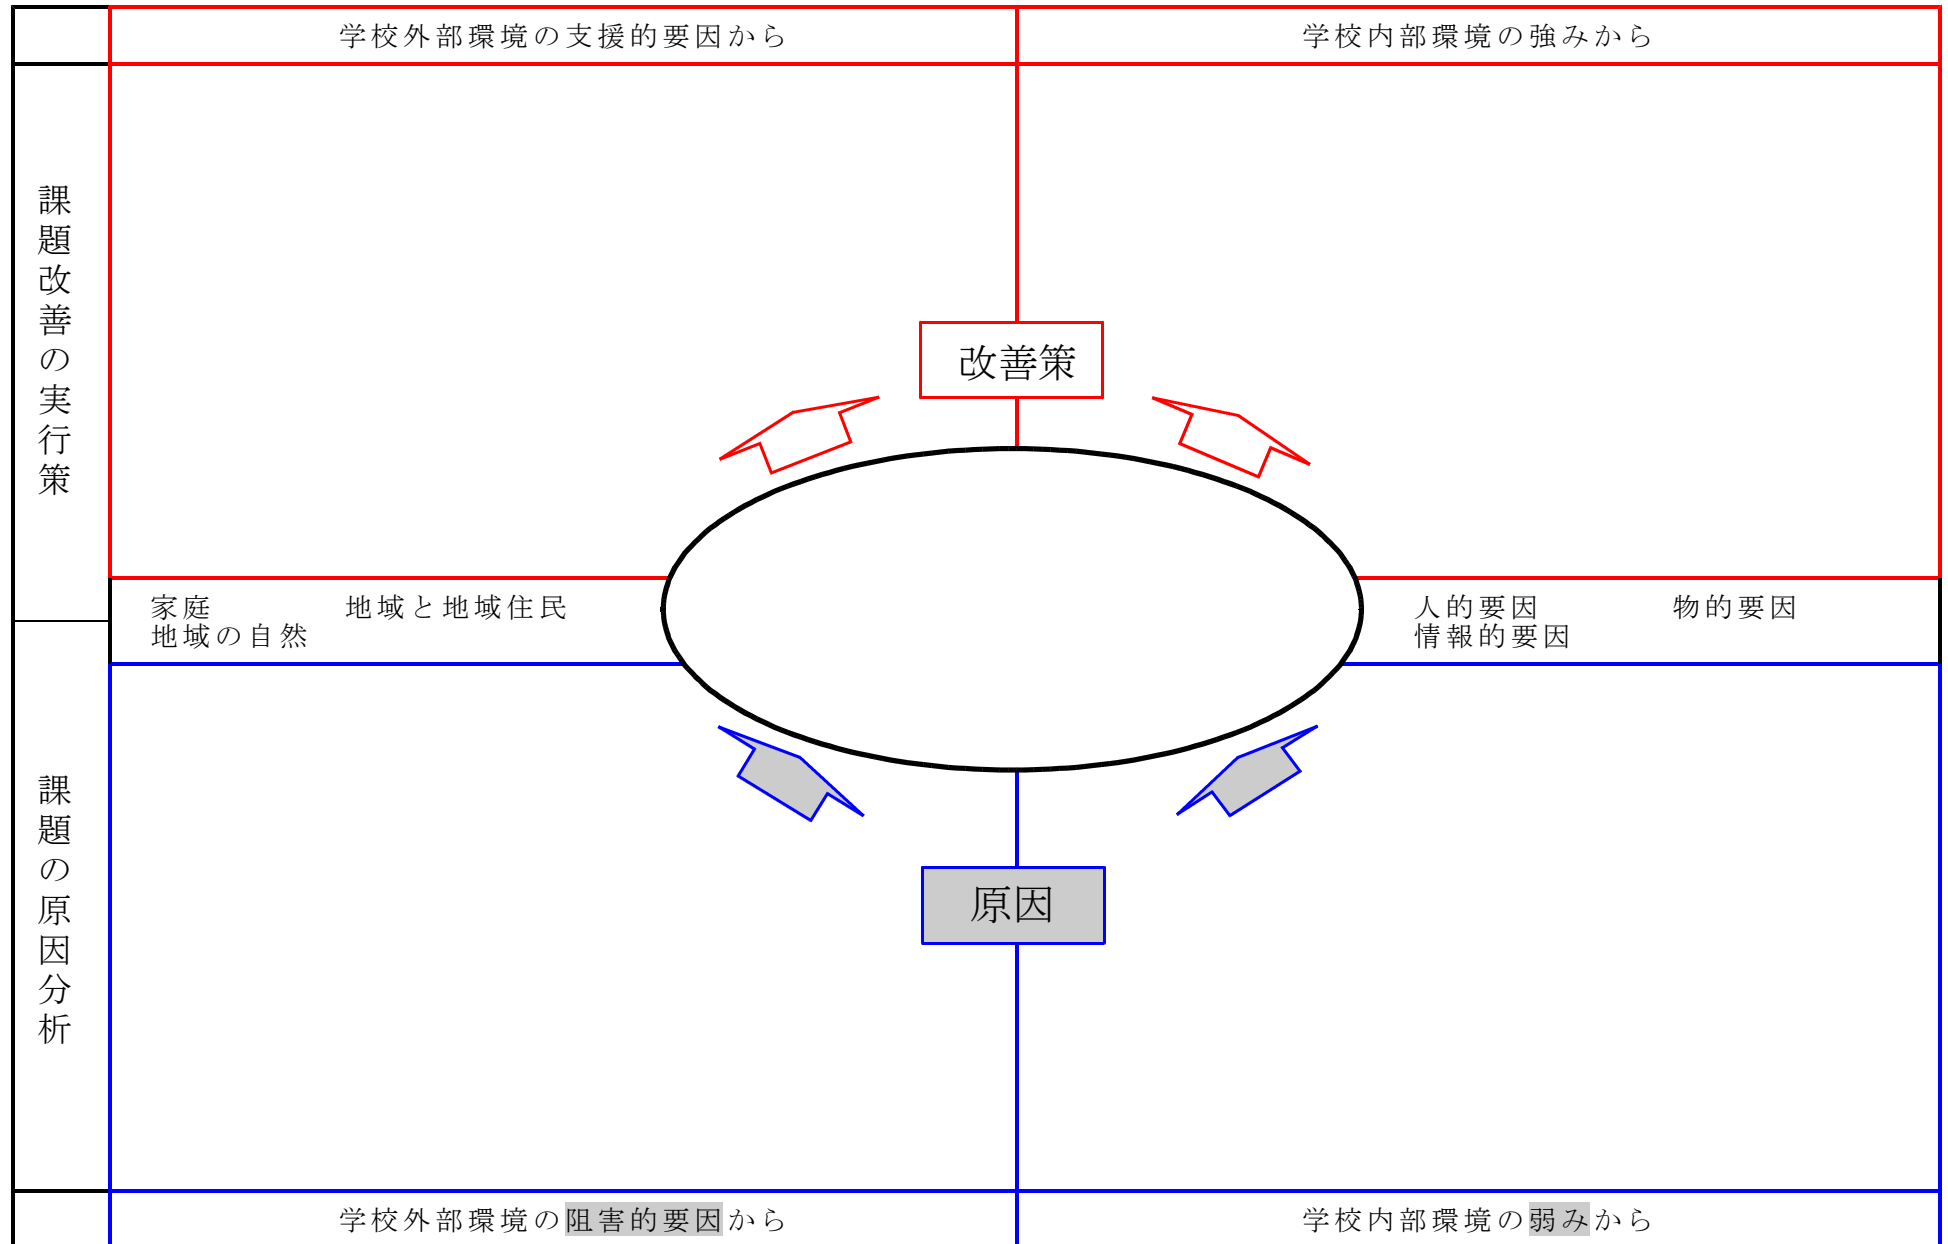 学校外部環境の支援的要因から
学校内部環境の強みから
課題改善の実行策
改善策
家庭 地域と地域住民
地域の自然
人的要因 物的要因
情報的要因
課題の原因分析
原因
学校外部環境の阻害的要因から
学校内部環境の弱みから